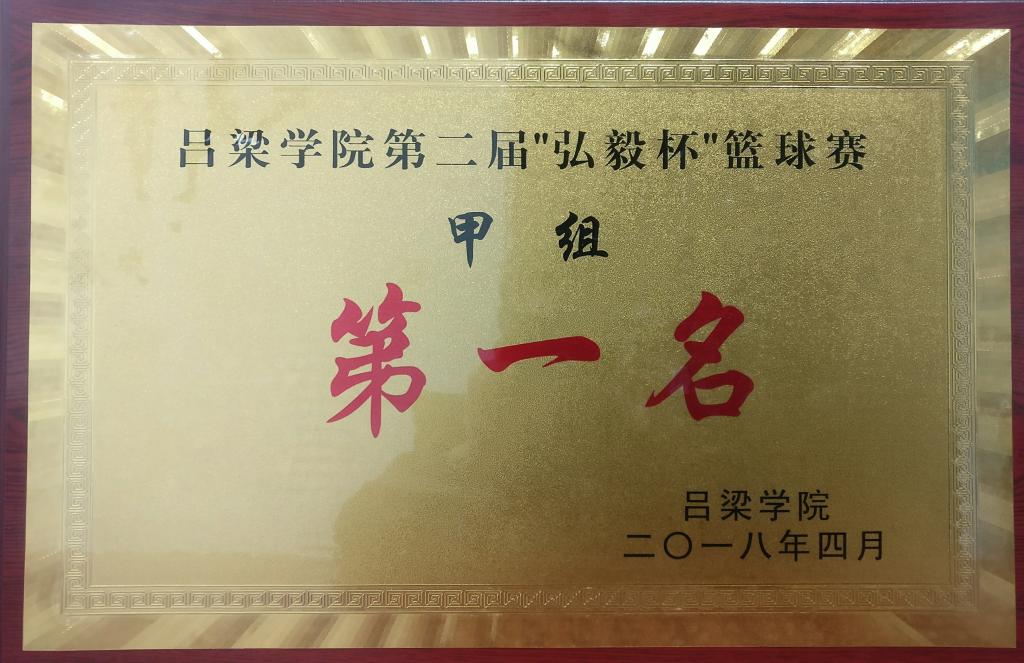 吕梁学院第二届"弘毅杯"篮球赛
甲 组
第一名
吕梁学院
二〇一八年四月